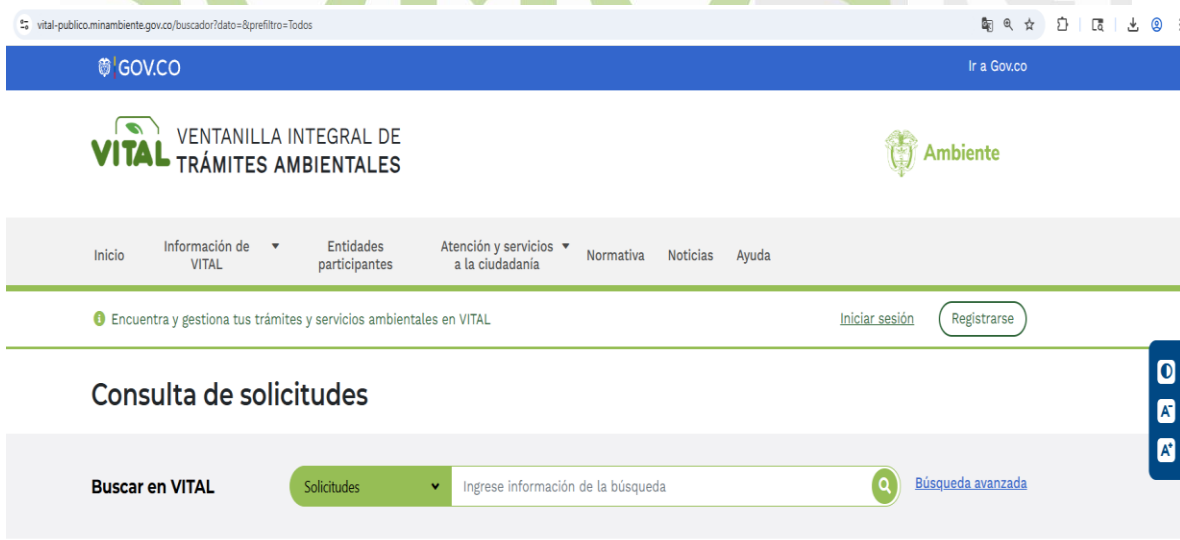 vital-publico.minambiente.gov.co/buscador?dato=&prefiltro=Todos
GOV.CO
Ir a Gov.co
VITAL
VENTANILLA INTEGRAL DE
TRÁMITES AMBIENTALES
Ambiente
Inicio
Información de
VITAL
Entidades
participantes
Atención y servicios
a la ciudadanía
Normativa
Noticias
Ayuda
Encuentra y gestiona tus trámites y servicios ambientales en VITAL
Iniciar sesión
Registrarse
Consulta de solicitudes
A-
A+
Buscar en VITAL
Solicitudes
Ingrese información de la búsqueda
Búsqueda avanzada